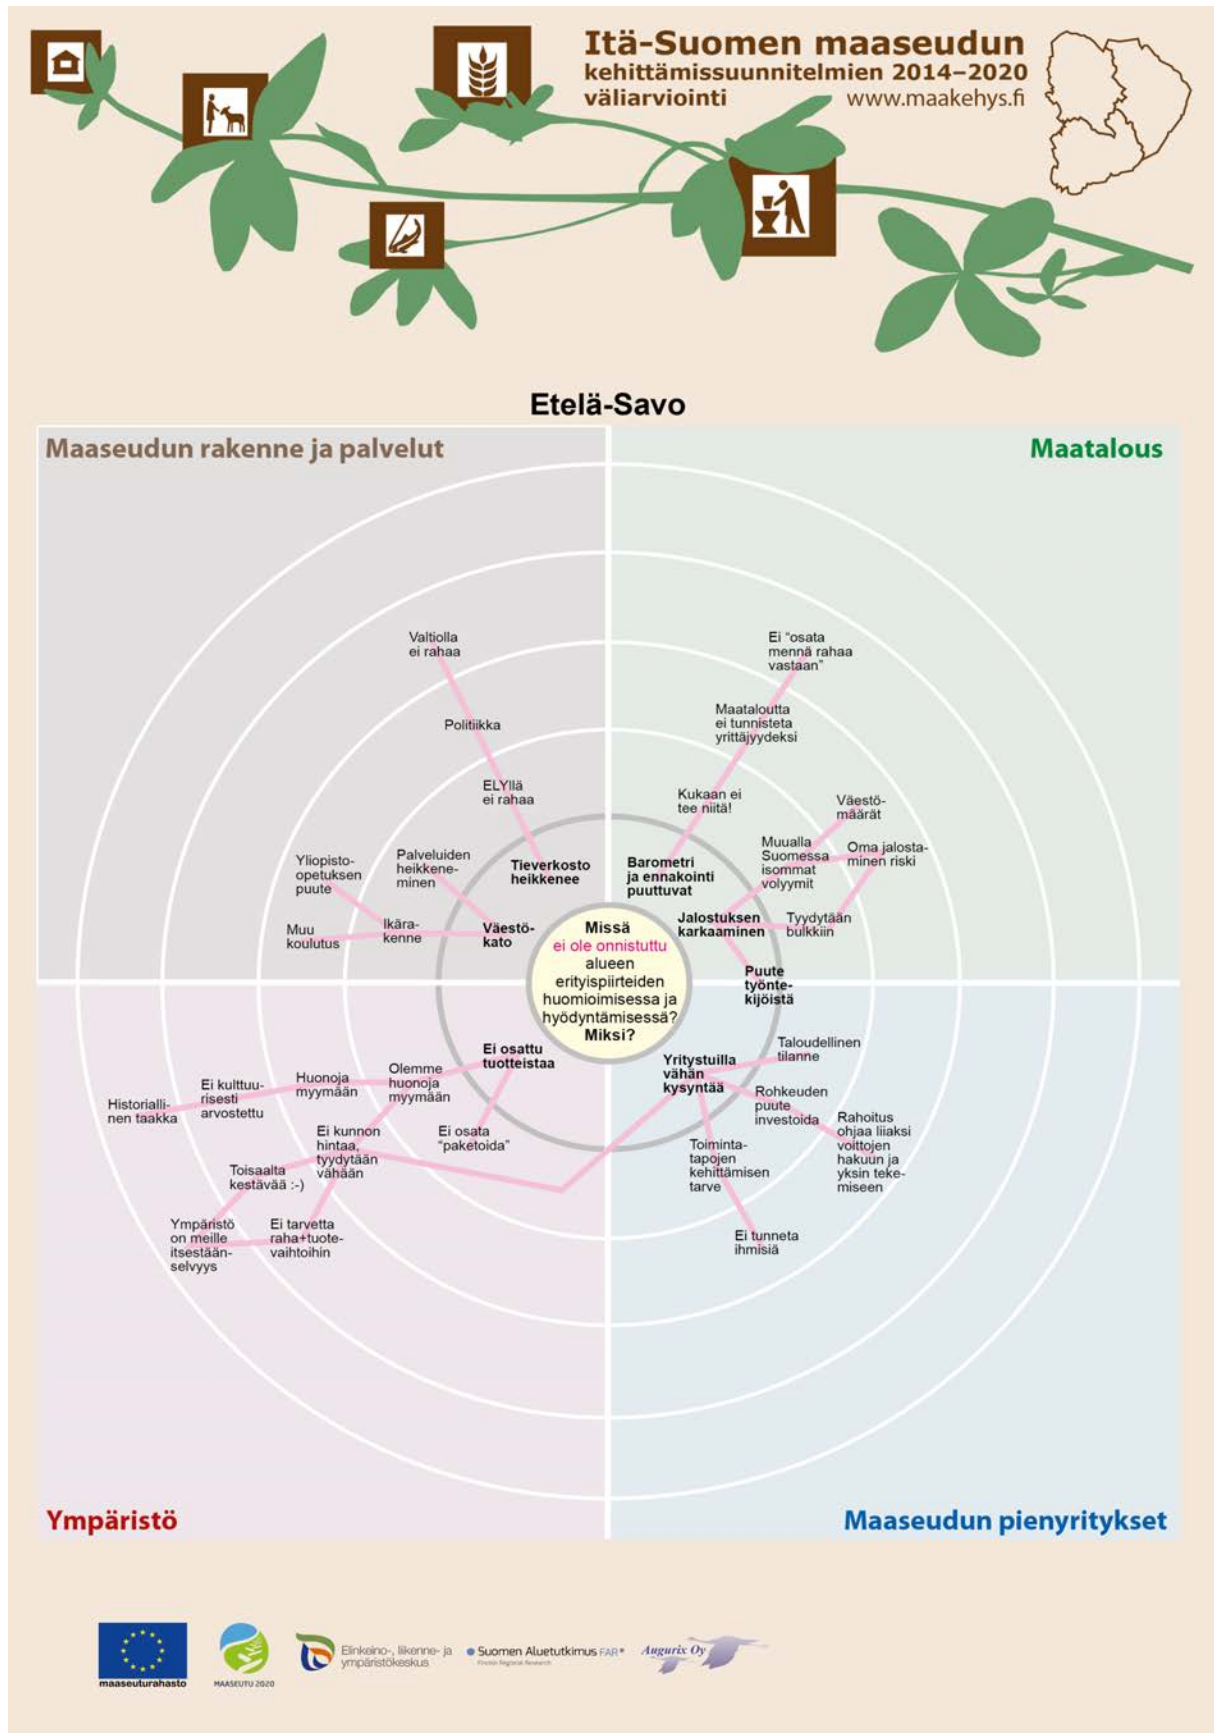 Itä-Suomen maaseudun
kehittämissuunnitelmien 2014–2020
väliarviointi
www.maakehys.fi
Etelä-Savo
Maaseudun rakenne ja palvelut
Maatalous
Valtiolla
ei rahaa
Politiikka
ELYllä
ei rahaa
Tieverkosto
heikkenee
Palveluiden
heikkene-
minen
Yliopisto-
opetuksen
puute
Muu
koulutus
Ikära-
kenne
Väestö-
kato
Ei “osata
mennä rahaa
vastaan”
Maataloutta
ei tunnisteta
yrittäjyydeksi
Kukaan ei
tee niitä!
Barometri
ja ennakointi
puuttuvat
Väestö-
määrät
Muualla
Suomessa
isommat
volyymit
Oma jalosta-
minen riski
Jalostuksen
karkaaminen
Tyydytään
bulkkiin
Puute
työnte-
kijöistä
Missä
ei ole onnistuttu
alueen
erityispiirteiden
huomioimisessa ja
hyödyntämisessä?
Miksi?
Ei osattu
tuotteistaa
Olemme
huonoja
myymään
Huonoja
myymään
Ei kulttuu-
risesti
arvostettu
Historialli-
nen taakka
Ei osata
“paketoida”
Ei kunnon
hintaa,
tyydytään
vähään
Toisaalta
kestävää :-)
Ympäristö
on meille
itsestään-
selvyys
Ei tarvetta
raha+tuote-
vaihtoihin
Yritystuilla
vähän
kysyntää
Taloudellinen
tilanne
Rohkeuden
puute
investoida
Rahoitus
ohjaa liiaksi
voittojen
hakuun ja
yksin teke-
miseen
Toiminta-
tapojen
kehittämisen
tarve
Ei tunneta
ihmisiä
Ympäristö
Maaseudun pienyritykset
maaseuturahasto
MAASEUTU 2020
Elinkeino-, liikenne- ja
ympäristökeskus
Suomen Aluetutkimus FAR*
Finnish Regional Research
Augurix Oy